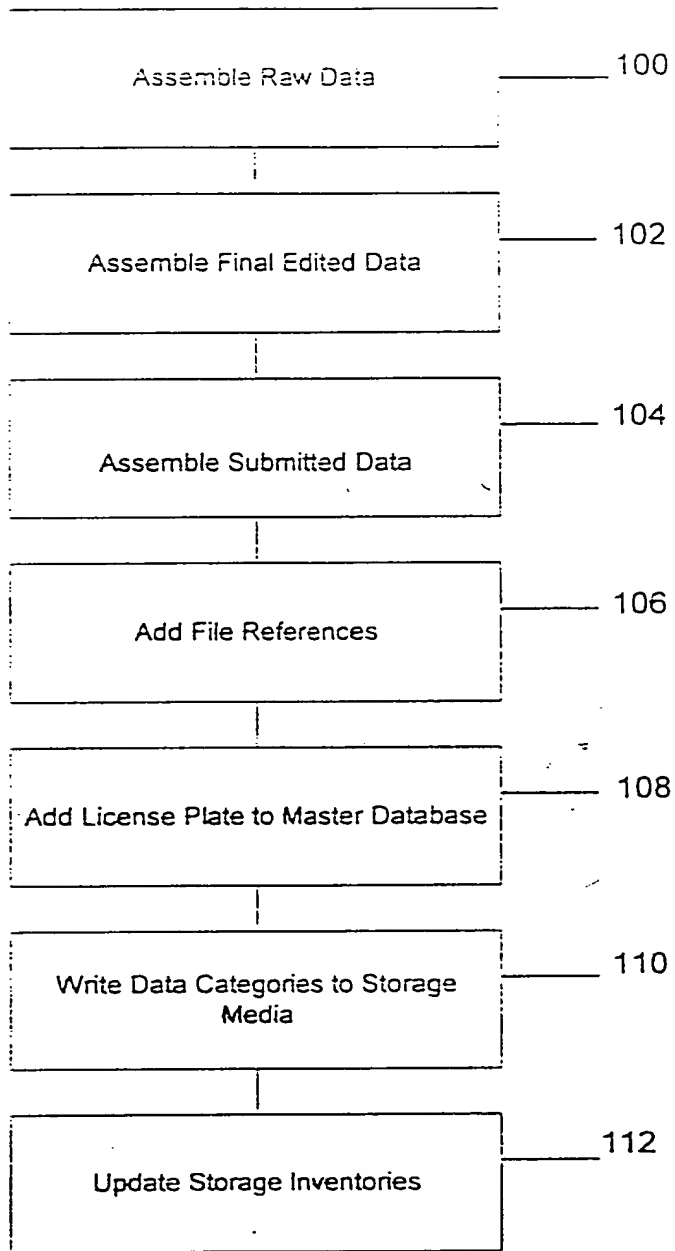 Assemble Raw Data
100
Assemble Final Edited Data
102
Assemble Submitted Data
104
Add File References
106
Add License Plate to Master Database
108
Write Data Categories to Storage
Media
110
Update Storage Inventories
112